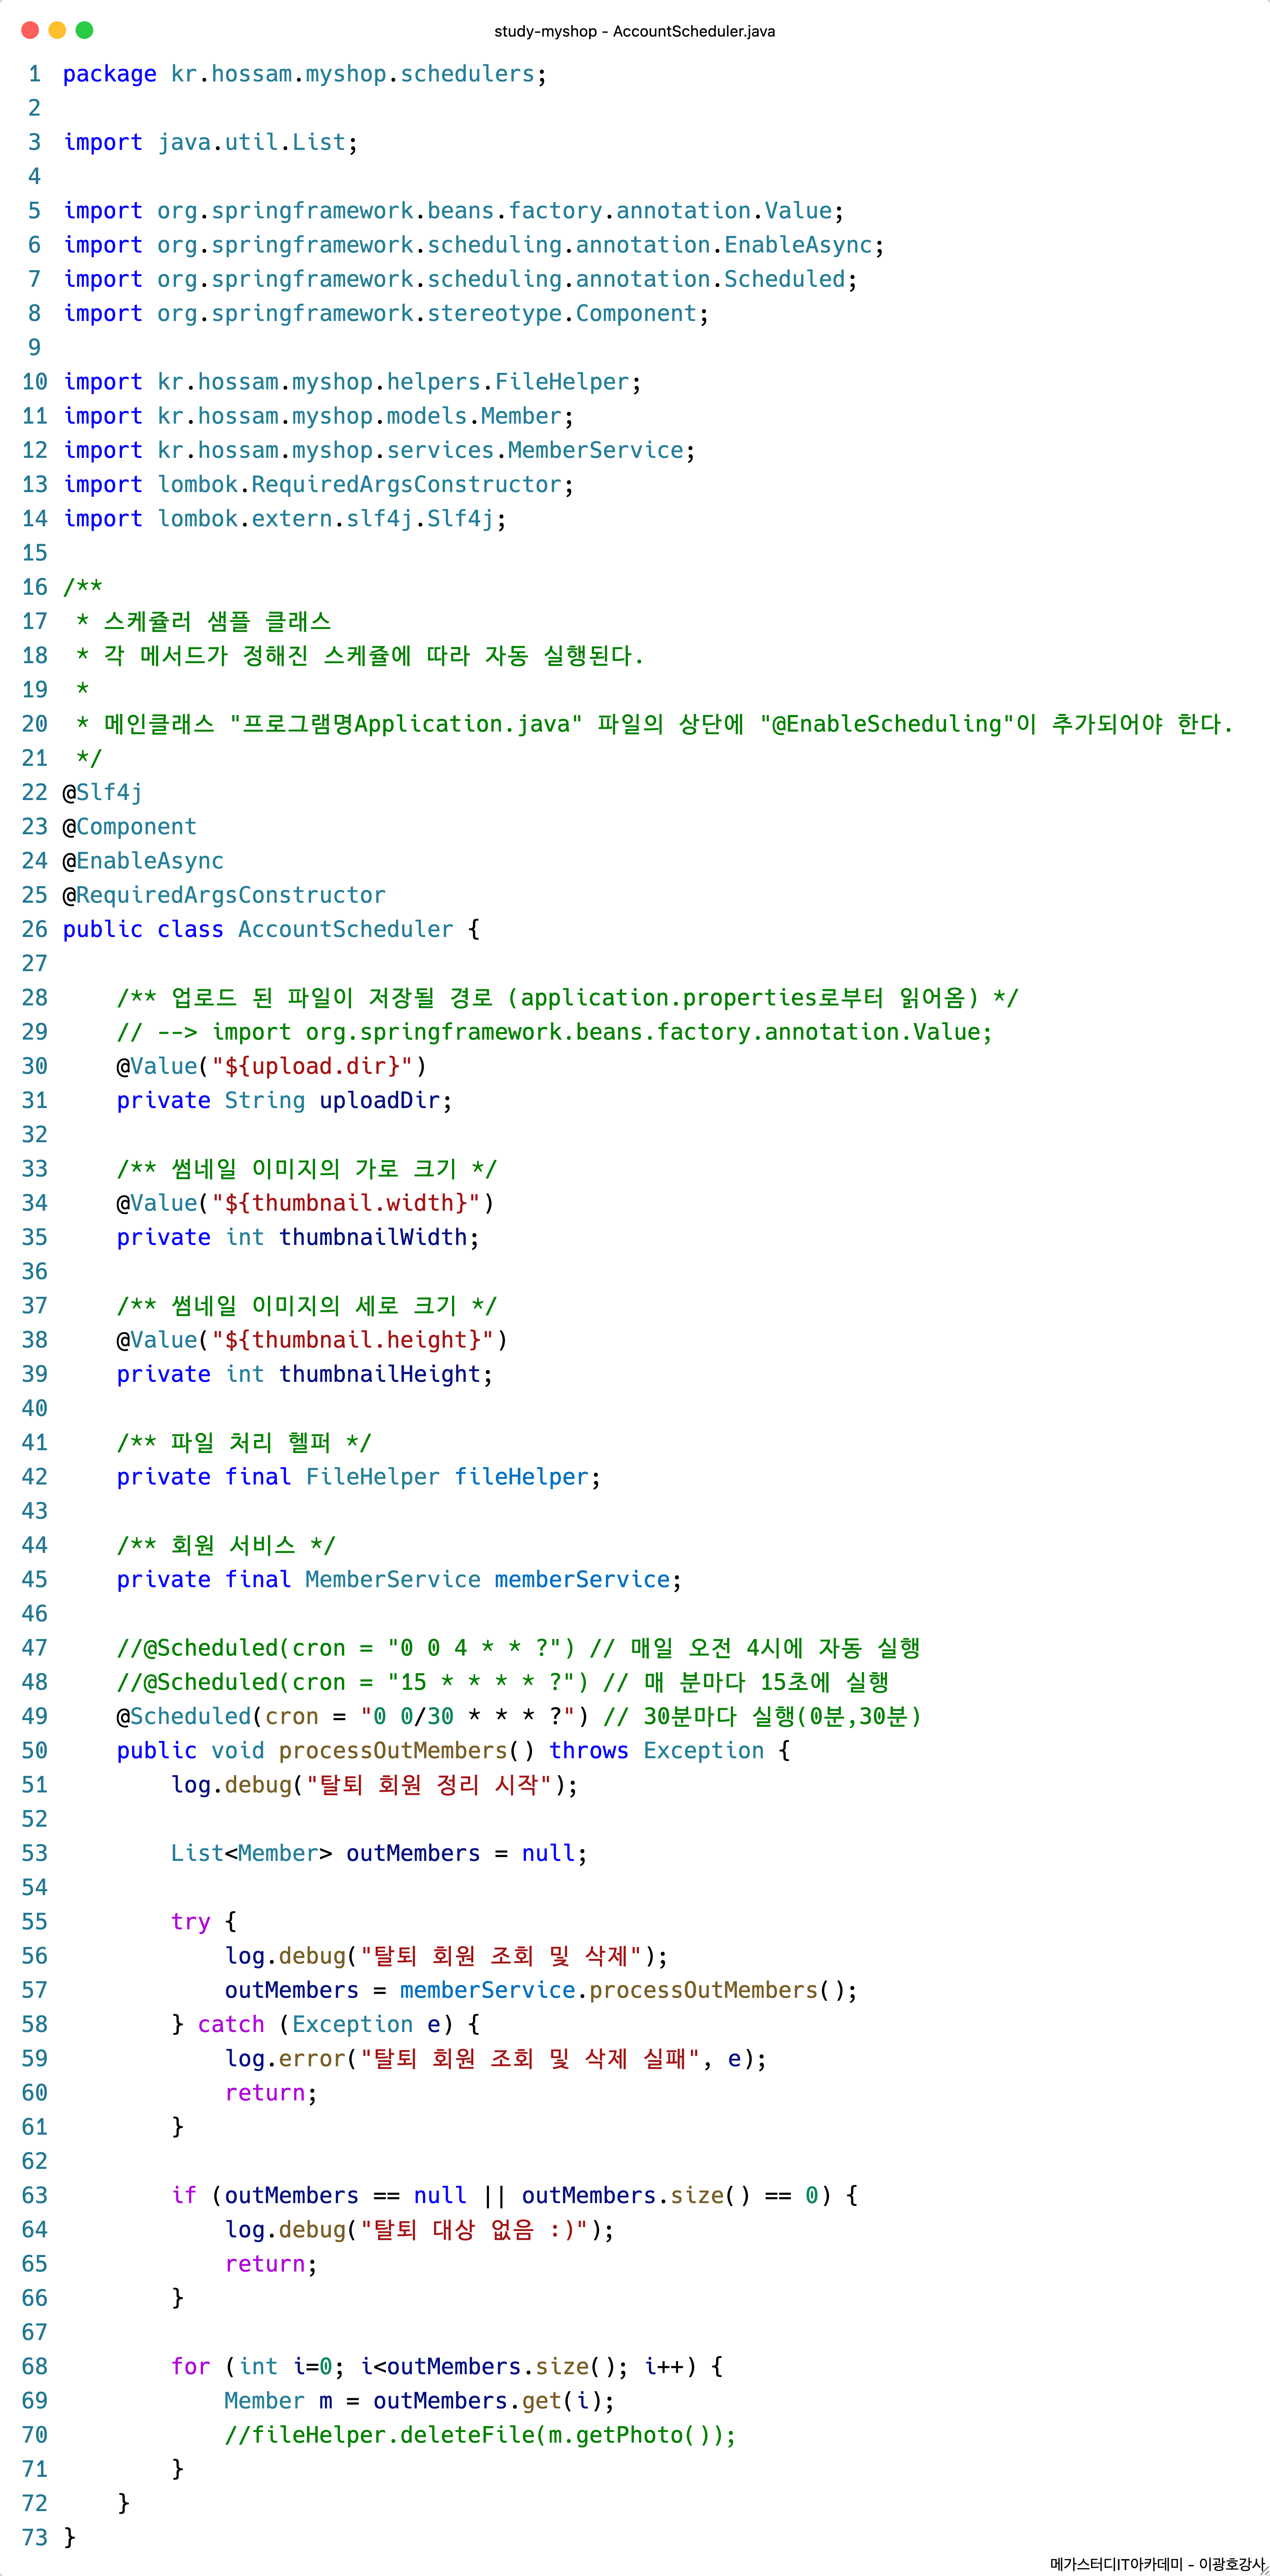 study-myshop - AccountScheduler.java
1 package kr.hossam.myshop.schedulers;
2
3 import java.util.List;
4
5 import org.springframework.beans.factory.annotation.Value;
6 import org.springframework.scheduling.annotation.EnableAsync;
7 import org.springframework.scheduling.annotation.Scheduled;
8 import org.springframework.stereotype.Component;
9
10 import kr.hossam.myshop.helpers.FileHelper;
11 import kr.hossam.myshop.models.Member;
12 import kr.hossam.myshop.services.MemberService;
13 import lombok.RequiredArgsConstructor;
14 import lombok.extern.slf4j.Slf4j;
15
16 /**
17  * 스케쥴러 샘플 클래스
18  * 각 메서드가 정해진 스케쥴에 따라 자동 실행된다.
19  *
20  * 메인클래스 "프로그램명Application.java" 파일의 상단에 "@EnableScheduling"이 추가되어야 한다.
21  */
22 @Slf4j
23 @Component
24 @EnableAsync
25 @RequiredArgsConstructor
26 public class AccountScheduler {
27
28     /** 업로드 된 파일이 저장될 경로 (application.properties로부터 읽어옴) */
29     // --> import org.springframework.beans.factory.annotation.Value;
30     @Value("${upload.dir}")
31     private String uploadDir;
32
33     /** 썸네일 이미지의 가로 크기 */
34     @Value("${thumbnail.width}")
35     private int thumbnailWidth;
36
37     /** 썸네일 이미지의 세로 크기 */
38     @Value("${thumbnail.height}")
39     private int thumbnailHeight;
40
41     /** 파일 처리 헬퍼 */
42     private final FileHelper fileHelper;
43
44     /** 회원 서비스 */
45     private final MemberService memberService;
46
47     //@Scheduled(cron = "0 0 4 * * ?") // 매일 오전 4시에 자동 실행
48     //@Scheduled(cron = "15 * * * * ?") // 매 분마다 15초에 실행
49     @Scheduled(cron = "0 0/30 * * * ?") // 30분마다 실행(0분,30분)
50     public void processOutMembers() throws Exception {
51         log.debug("탈퇴 회원 정리 시작");
52
53         List<Member> outMembers = null;
54
55         try {
56             log.debug("탈퇴 회원 조회 및 삭제");
57             outMembers = memberService.processOutMembers();
58         } catch (Exception e) {
59             log.error("탈퇴 회원 조회 및 삭제 실패", e);
60             return;
61         }
62
63         if (outMembers == null || outMembers.size() == 0) {
64             log.debug("탈퇴 대상 없음 :)");
65             return;
66         }
67
68         for (int i=0; i<outMembers.size(); i++) {
69             Member m = outMembers.get(i);
70             //fileHelper.deleteFile(m.getPhoto());
71         }
72     }
73 }
메가스터디IT아카데미 - 이광호강사